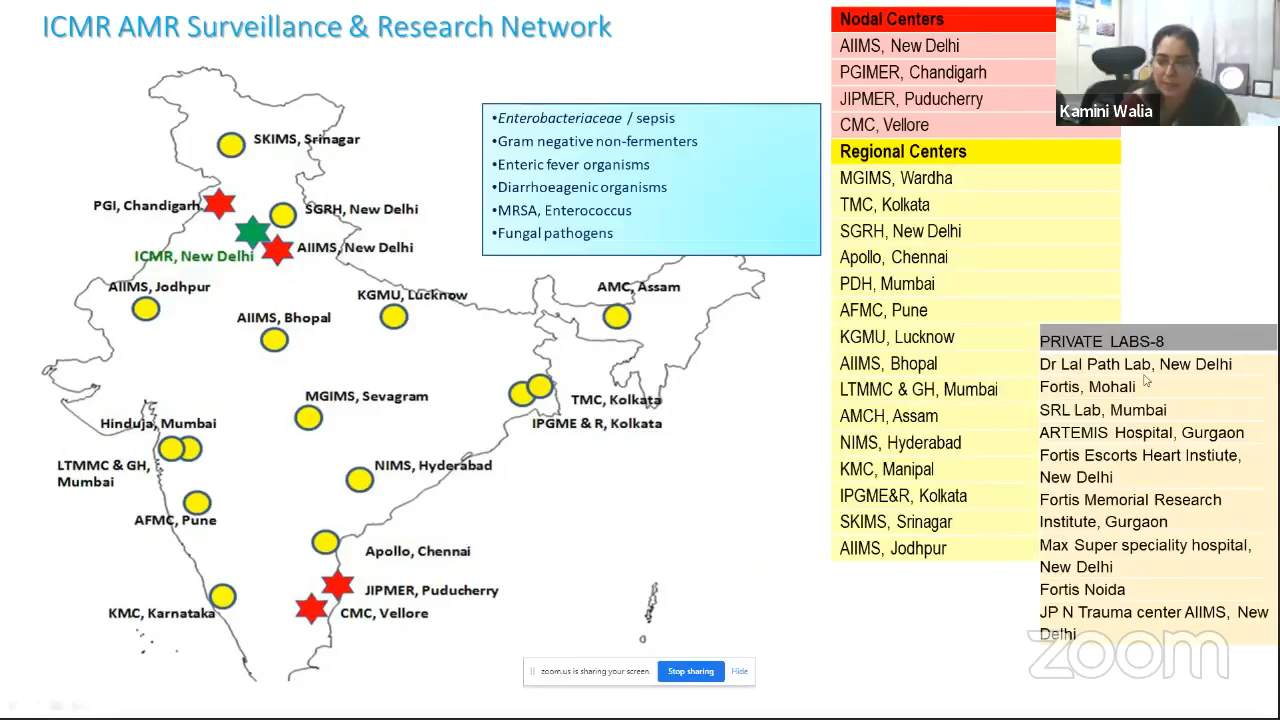 ICMR AMR Surveillance & Research Network
SKIMS, Srinagar
PGI, Chandigarh
SGRH, New Delhi
ICMR, New Delhi
AIIMS, New Delhi
AIIMS, Jodhpur
KGMU, Lucknow
AMC, Assam
AIIMS, Bhopal
MGIMS, Sevagram
TMC, Kolkata
Hinduja, Mumbai
IPGME & R, Kolkata
LTMMC & GH,
Mumbai
NIMS, Hyderabad
AFMC, Pune
Apollo, Chennai
JIPMER, Puducherry
KMC, Karnataka
CMC, Vellore
•Enterobacteriaceae / sepsis
•Gram negative non-fermenters
•Enteric fever organisms
•Diarrhoeagenic organisms
•MRSA, Enterococcus
•Fungal pathogens
Nodal Centers
AIIMS, New Delhi
PGIMER, Chandigarh
JIPMER, Puducherry
CMC, Vellore
Regional Centers
MGIMS, Wardha
TMC, Kolkata
SGRH, New Delhi
Apollo, Chennai
PDH, Mumbai
AFMC, Pune
KGMU, Lucknow
AIIMS, Bhopal
LTMMC & GH, Mumbai
AMCH, Assam
NIMS, Hyderabad
KMC, Manipal
IPGME&R, Kolkata
SKIMS, Srinagar
AIIMS, Jodhpur
PRIVATE LABS-8
Dr Lal Path Lab, New Delhi
Fortis, Mohali
SRL Lab, Mumbai
ARTEMIS Hospital, Gurgaon
Fortis Escorts Heart Instiute,
New Delhi
Fortis Memorial Research
Institute, Gurgaon
Max Super speciality hospital,
New Delhi
Fortis Noida
JP N Trauma center AIIMS, New
Delhi
Kamini Walia
zoom
zoom.us is sharing your screen.
Stop sharing
Hide